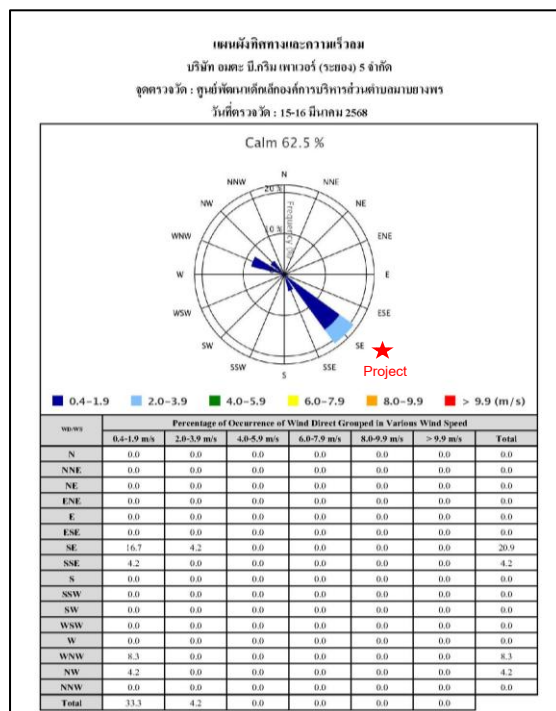 แผนผังทิศทางและความเร็วลม
บริษัท อมตะ บี.กริม เพาเวอร์ (ระยอง) 5 จำกัด
จุดตรวจวัด : ศูนย์พัฒนาเด็กเล็กองค์การบริหารส่วนตำบลมาบยางพร
วันที่ตรวจวัด : 15-16 มีนาคม 2568
Calm 62.5 %
N
NNW NNE
20 %
NW NE
Frequency (%)
WNW ENE
10 %
W E
WSW ESE
SW SE
SSW SSE
S
Project
0.4-1.9 2.0-3.9 4.0-5.9 6.0-7.9 8.0-9.9 > 9.9 (m/s)
WD/WS Percentage of Occurrence of Wind Direct Grouped in Various Wind Speed
0.4-1.9 m/s 2.0-3.9 m/s 4.0-5.9 m/s 6.0-7.9 m/s 8.0-9.9 m/s > 9.9 m/s Total
N 0.0 0.0 0.0 0.0 0.0 0.0 0.0
NNE 0.0 0.0 0.0 0.0 0.0 0.0 0.0
NE 0.0 0.0 0.0 0.0 0.0 0.0 0.0
ENE 0.0 0.0 0.0 0.0 0.0 0.0 0.0
E 0.0 0.0 0.0 0.0 0.0 0.0 0.0
ESE 0.0 0.0 0.0 0.0 0.0 0.0 0.0
SE 16.7 4.2 0.0 0.0 0.0 0.0 20.9
SSE 4.2 0.0 0.0 0.0 0.0 0.0 4.2
S 0.0 0.0 0.0 0.0 0.0 0.0 0.0
SSW 0.0 0.0 0.0 0.0 0.0 0.0 0.0
SW 0.0 0.0 0.0 0.0 0.0 0.0 0.0
WSW 0.0 0.0 0.0 0.0 0.0 0.0 0.0
W 0.0 0.0 0.0 0.0 0.0 0.0 0.0
WNW 8.3 0.0 0.0 0.0 0.0 0.0 8.3
NW 4.2 0.0 0.0 0.0 0.0 0.0 4.2
NNW 0.0 0.0 0.0 0.0 0.0 0.0 0.0
Total 33.3 4.2 0.0 0.0 0.0 0.0